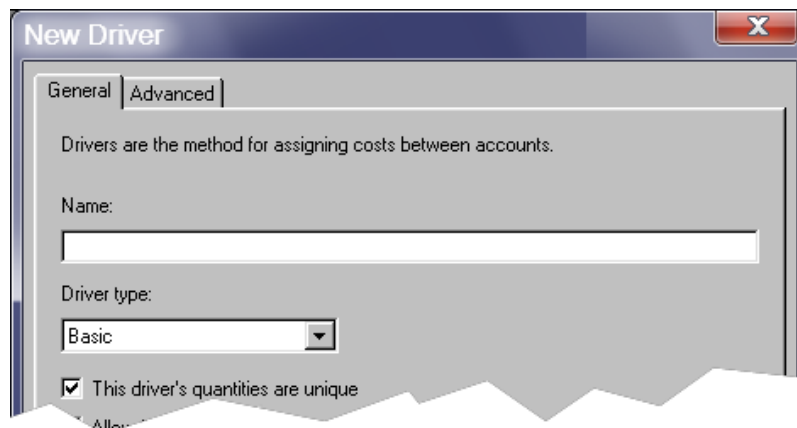 New Driver
General Advanced
Drivers are the method for assigning costs between accounts.
Name:
Driver type:
Basic
This driver's quantities are unique